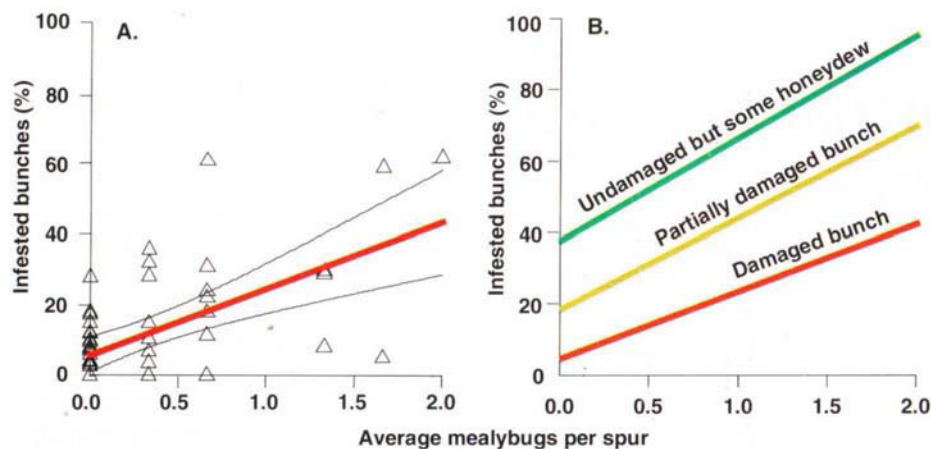 A.
Infested bunches (%)
100
80
60
40
20
0
0.0 0.5 1.0 1.5 2.0
B.
Infested bunches (%)
100
80
60
40
20
0
Undamaged but some honeydew
Partially damaged bunch
Damaged bunch
0.0 0.5 1.0 1.5 2.0
Average mealybugs per spur